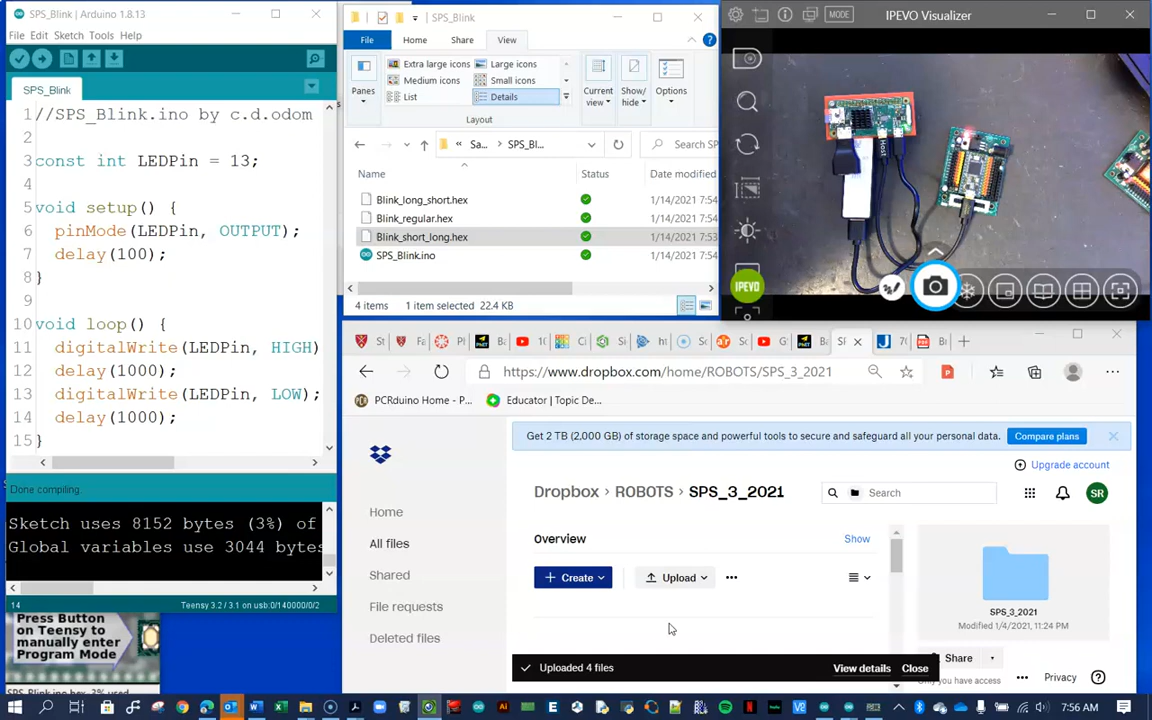 SPS_Blink | Arduino 1.8.13
File Edit Sketch Tools Help
SPS_Blink
1 //SPS_Blink.ino by c.d.odom
2
3 const int LEDPin = 13;
4
5 void setup() {
6 pinMode(LEDPin, OUTPUT);
7 delay(100);
8 }
9
10 void loop() {
11 digitalWrite(LEDPin, HIGH)
12 delay(1000);
13 digitalWrite(LEDPin, LOW);
14 delay(1000);
15 }
Done compiling.
Sketch uses 8152 bytes (3%) of
Global variables use 3044 bytes
14 Teensy 3.2 / 3.1 on usb:0/140000/0/2
Press Button
on Teensy to
manually enter
Program Mode
SPS_Blink
File Home Share View
Panes
Extra large icons Large icons
Medium icons Small icons
List Details
Layout
Current view
Show/hide
Options
« Sa... SPS_Bl...
Search SP
Name Status Date modified
Blink_long_short.hex 1/14/2021 7:54
Blink_regular.hex 1/14/2021 7:54
Blink_short_long.hex 1/14/2021 7:53
SPS_Blink.ino 1/14/2021 7:54
4 items 1 item selected 22.4 KB
MODE IPEVO Visualizer
Host
IPEVO
https://www.dropbox.com/home/ROBOTS/SPS_3_2021
PCRduino Home - P... Educator | Topic De...
Get 2 TB (2,000 GB) of storage space and powerful tools to secure and safeguard all your personal data. Compare plans
Upgrade account
Dropbox > ROBOTS > SPS_3_2021
Search
SR
Home
All files
Shared
File requests
Deleted files
Overview Show
+ Create Upload
SPS_3_2021
Modified 1/4/2021, 11:24 PM
Share
Only you have access
Uploaded 4 files View details Close
Privacy
7:56 AM